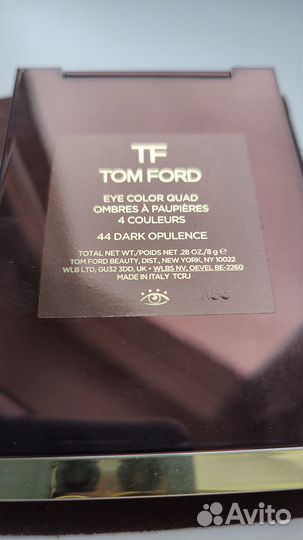 TF
TOM FORD
EYE COLOR QUAD
OMBRES À PAUPIÈRES
4 COULEURS
44 DARK OPULENCE
TOTAL NET WT./POIDS NET .28 OZ./8 g ℮
TOM FORD BEAUTY, DIST., NEW YORK, NY 10022
WLB LTD, GU32 3DD, UK • WLBS NV, OEVEL BE-2260
MADE IN ITALY TCRJ
Avito